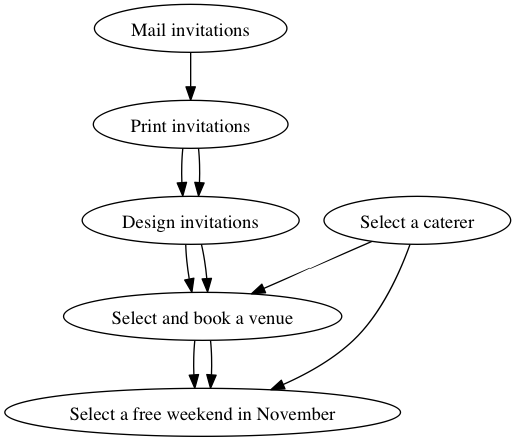 Mail invitations
Print invitations
Design invitations
Select a caterer
Select and book a venue
Select a free weekend in November